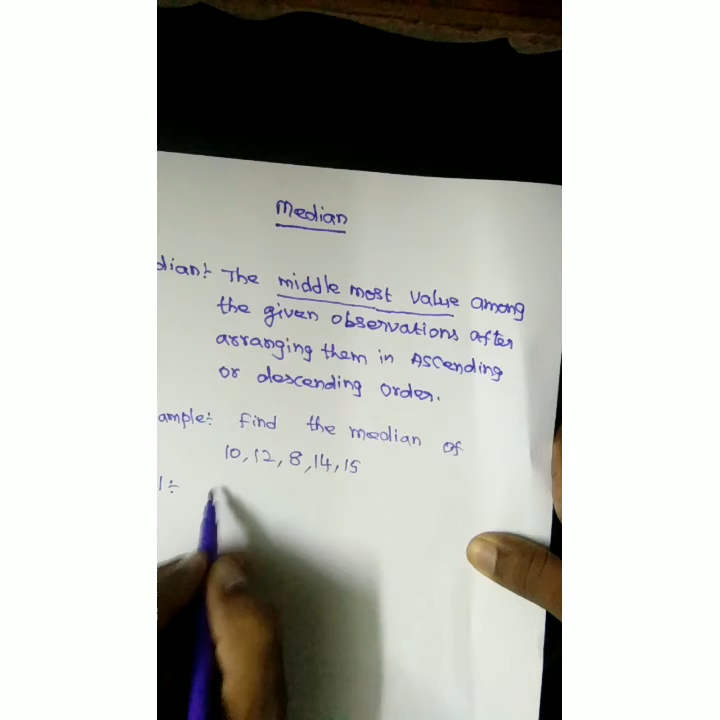 Median
dian:- The middle most value among
the given observations after
arranging them in Ascending
or descending order.
ample:- Find the median of
10, 12, 8, 14, 15
l:-